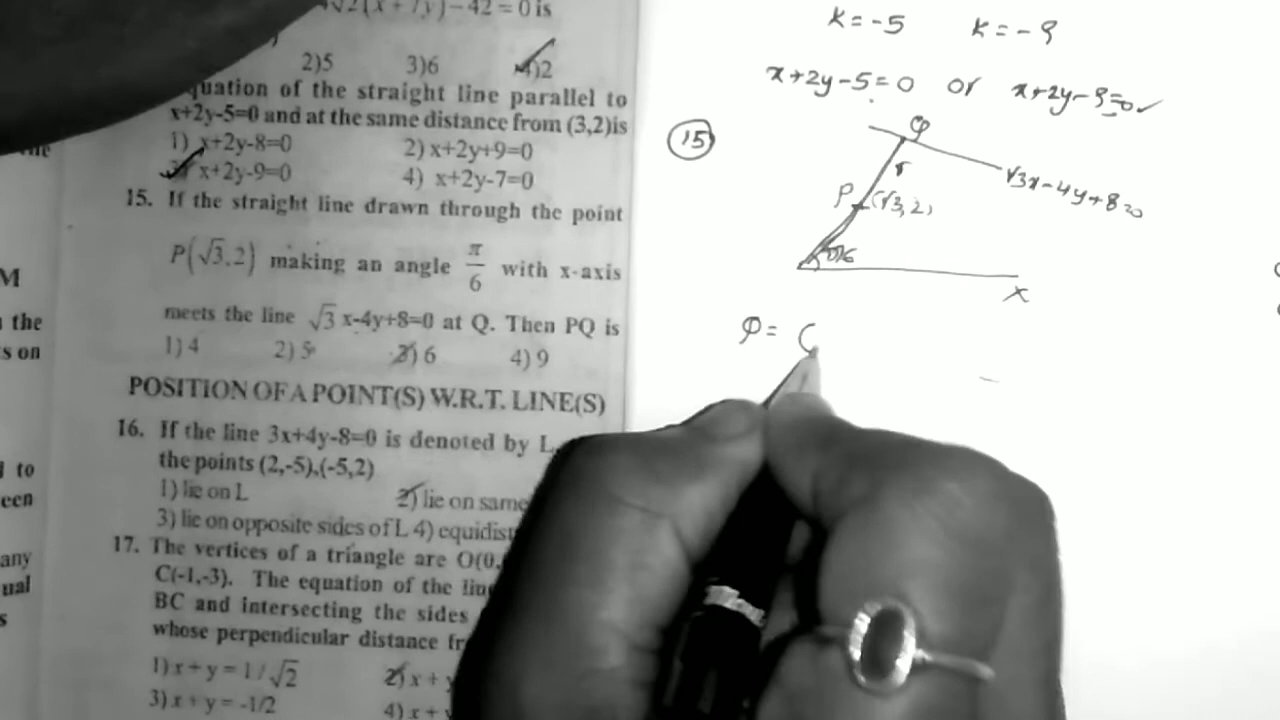 √2(x+7y)-42=0 is
2)5 3)6 4)2
quation of the straight line parallel to
x+2y-5=0 and at the same distance from (3,2)is
1) x+2y-8=0 2) x+2y+9=0
3) x+2y-9=0 4) x+2y-7=0
15. If the straight line drawn through the point
P(√3,2) making an angle π/6 with x-axis
meets the line √3 x-4y+8=0 at Q. Then PQ is
1) 4 2) 5 3) 6 4) 9
POSITION OF A POINT(S) W.R.T. LINE(S)
16. If the line 3x+4y-8=0 is denoted by L,
the points (2,-5),(-5,2)
1) lie on L 2) lie on same
3) lie on opposite sides of L 4) equidist
17. The vertices of a triangle are O(0,
C(-1,-3). The equation of the line
BC and intersecting the sides
whose perpendicular distance fr
1) x+y = 1/√2 2) x+y
3) x+y = -1/2 4) x+y
M
the
s on
l to
een
any
ual
s
K=-5 K=-9
x+2y-5=0 or x+2y-9=0
15
Q
r
√3x-4y+8=0
P (√3,2)
π/6
X
Q = (